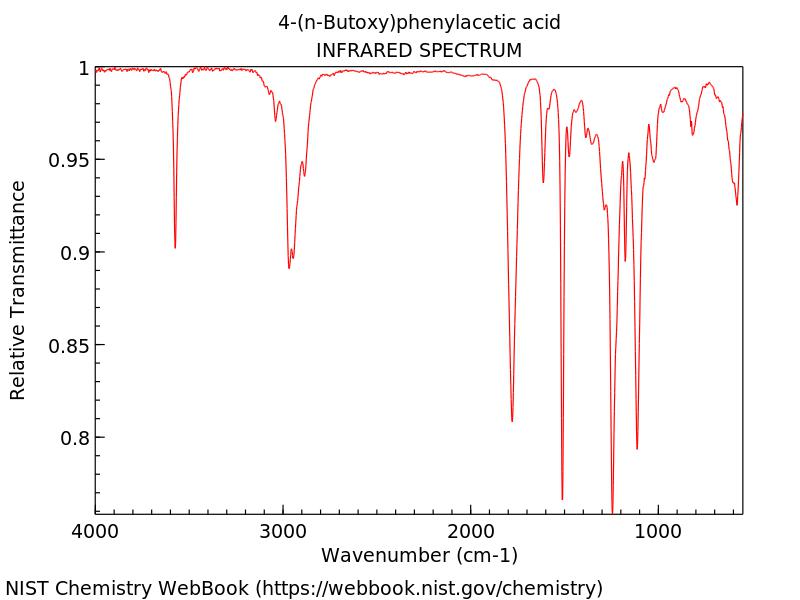 4-(n-Butoxy)phenylacetic acid
INFRARED SPECTRUM
1
0.95
0.9
0.85
0.8
Relative Transmittance
4000 3000 2000 1000
Wavenumber (cm-1)
NIST Chemistry WebBook (https://webbook.nist.gov/chemistry)